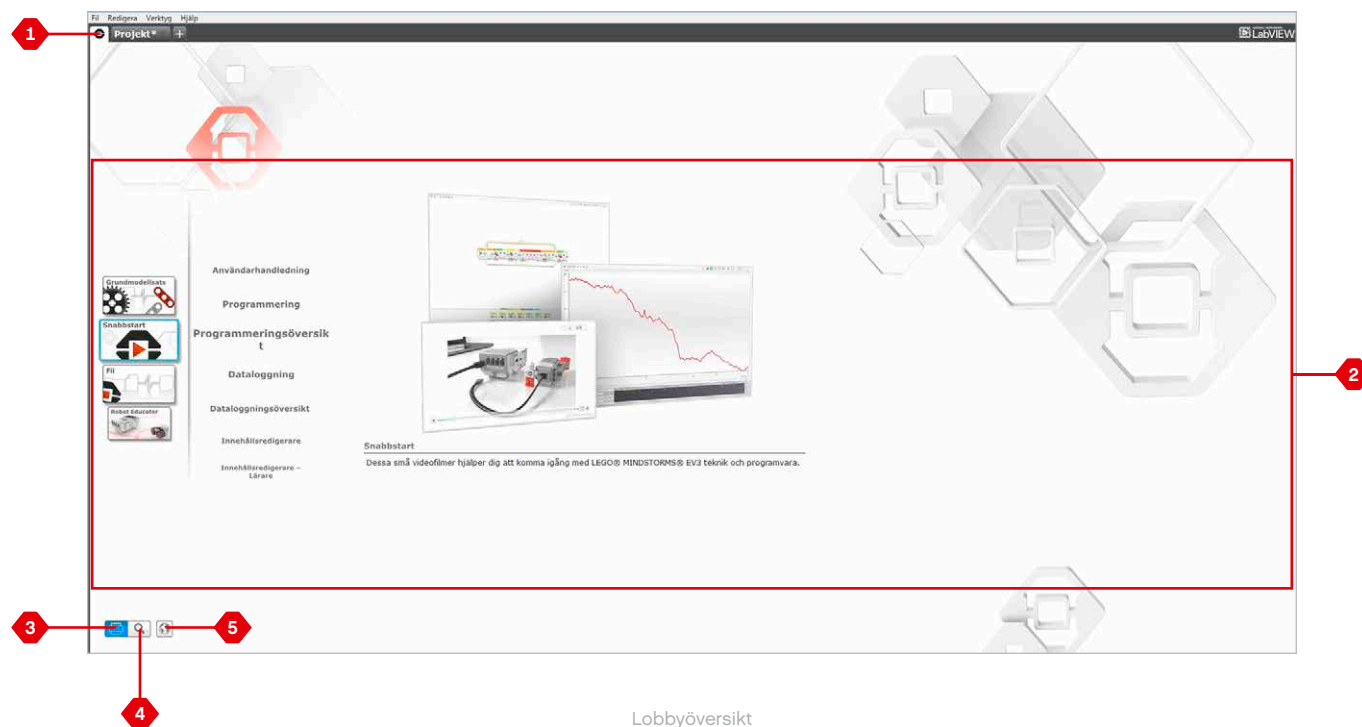 Fil Redigera Verktyg Hjälp
1
Projekt* +
LabVIEW
Grundmodellsats
Snabbstart
Fil
Robot Educator
Användarhandledning
Programmering
Programmeringsöversik
t
Dataloggning
Dataloggningsöversikt
Innehållsredigerare
Innehållsredigerare –
Lärare
Snabbstart
Dessa små videofilmer hjälper dig att komma igång med LEGO® MINDSTORMS® EV3 teknik och programvara.
2
3
5
4
Lobbyöversikt